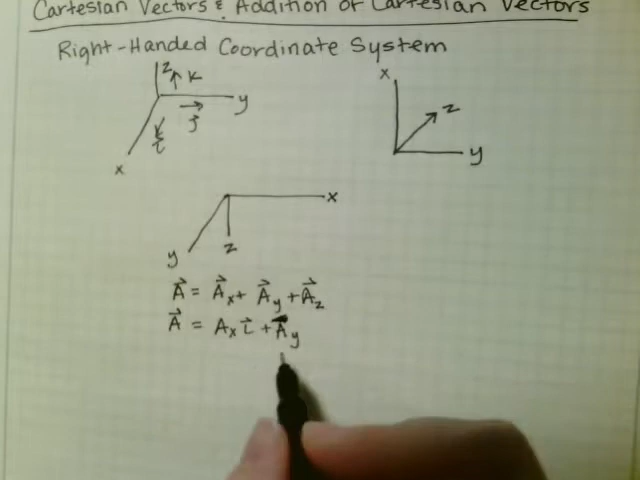 Cartesian Vectors & Addition of Cartesian Vectors
Right-Handed Coordinate System
z
k
y
j
i
x
x
z
y
x
y
z
A = Ax + Ay + Az
A = Ax i + Ay